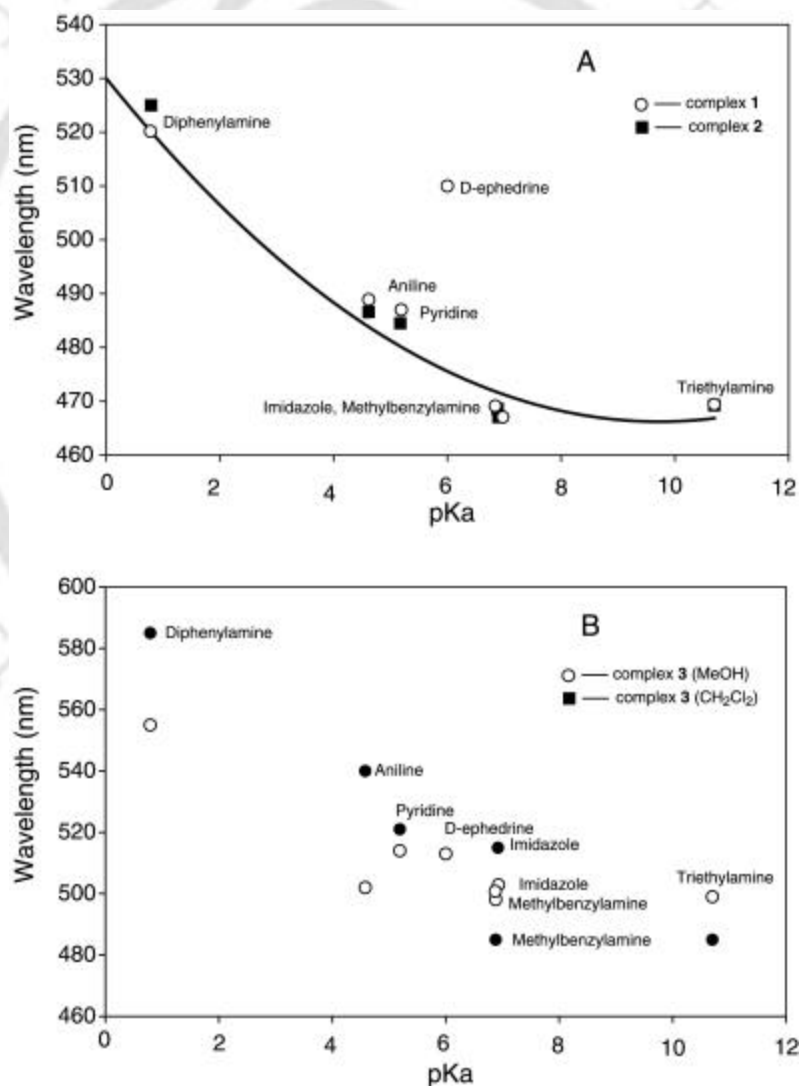 540
530
520
510
500
490
480
470
460
Wavelength (nm)
A
complex 1
complex 2
Diphenylamine
D-ephedrine
Aniline
Pyridine
Imidazole, Methylbenzylamine
Triethylamine
0 2 4 6 8 10 12
pKa
600
580
560
540
520
500
480
460
Wavelength (nm)
B
complex 3 (MeOH)
complex 3 (CH2Cl2)
Diphenylamine
Aniline
Pyridine
D-ephedrine
Imidazole
Imidazole
Methylbenzylamine
Triethylamine
Methylbenzylamine
0 2 4 6 8 10 12
pKa